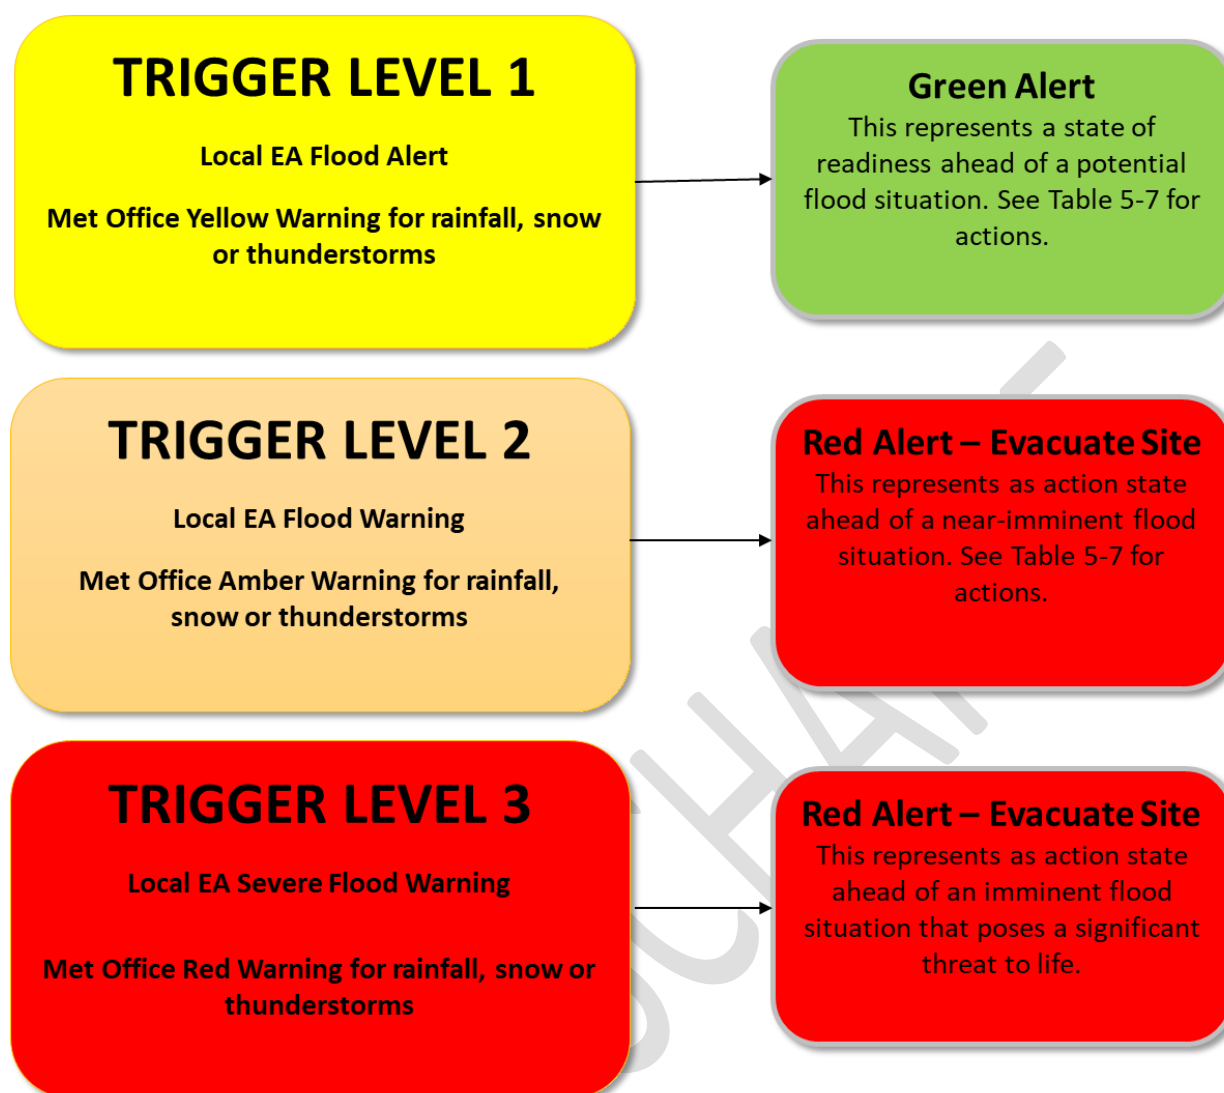 TRIGGER LEVEL 1
Local EA Flood Alert
Met Office Yellow Warning for rainfall, snow
or thunderstorms
Green Alert
This represents a state of
readiness ahead of a potential
flood situation. See Table 5-7 for
actions.
TRIGGER LEVEL 2
Local EA Flood Warning
Met Office Amber Warning for rainfall,
snow or thunderstorms
Red Alert – Evacuate Site
This represents as action state
ahead of a near-imminent flood
situation. See Table 5-7 for
actions.
TRIGGER LEVEL 3
Local EA Severe Flood Warning
Met Office Red Warning for rainfall, snow or
thunderstorms
Red Alert – Evacuate Site
This represents as action state
ahead of an imminent flood
situation that poses a significant
threat to life.